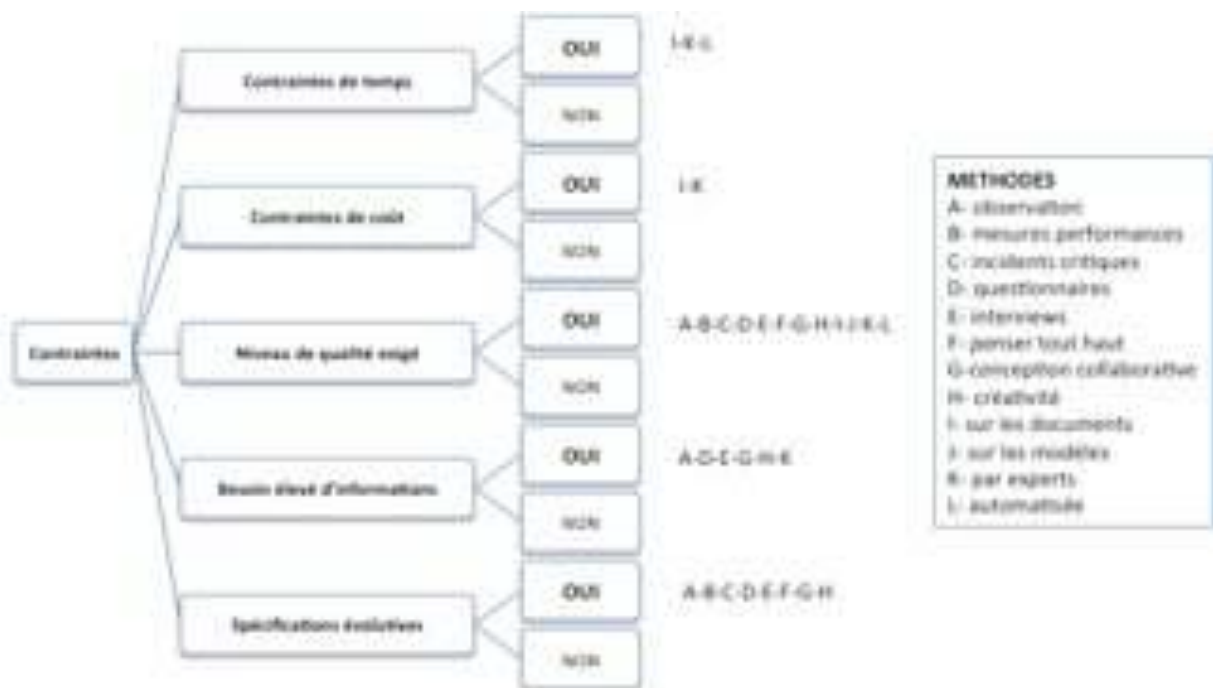 OUI
I-K-L
Contraintes de temps
NON
OUI
I-K
Contraintes de coût
NON
METHODES
A- observation
B- mesures performances
C- incidents critiques
D- questionnaires
E- interviews
F- penser tout haut
G-conception collaborative
H- créativité
I- sur les documents
J- sur les modèles
K- par experts
L- automatisée
OUI
A-B-C-D-E-F-G-H-I-J-K-L
Contraintes
Niveau de qualité exigé
NON
OUI
A-D-E-G-H-K
Besoin élevé d'informations
NON
OUI
A-B-C-D-E-F-G-H
Spécifications évolutives
NON